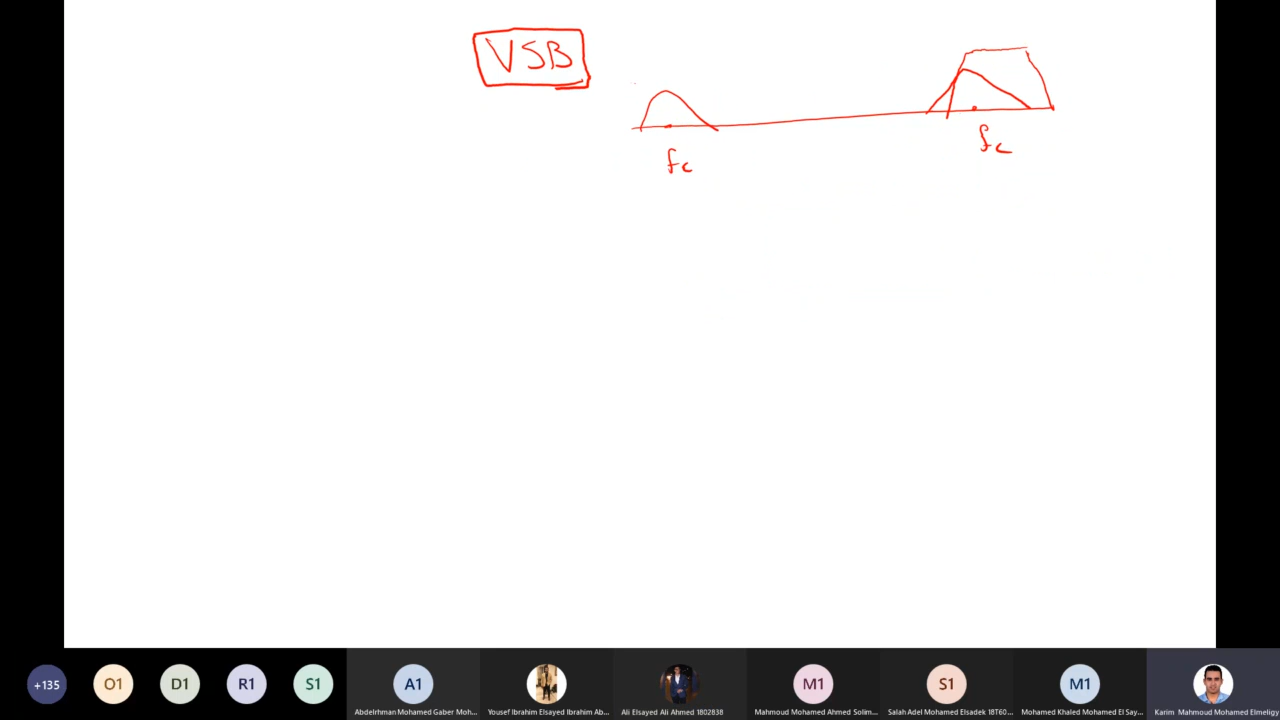 VSB
fc
fc
+135
O1
D1
R1
S1
A1
M1
S1
M1
Abdelrhman Mohamed Gaber Moh...
Yousef Ibrahim Elsayed Ibrahim Ab...
Ali Elsayed Ali Ahmed 1802838
Mahmoud Mohamed Ahmed Solim...
Salah Adel Mohamed Elsadek 18T60...
Mohamed Khaled Mohamed El Say...
Karim Mahmoud Mohamed Elmelig